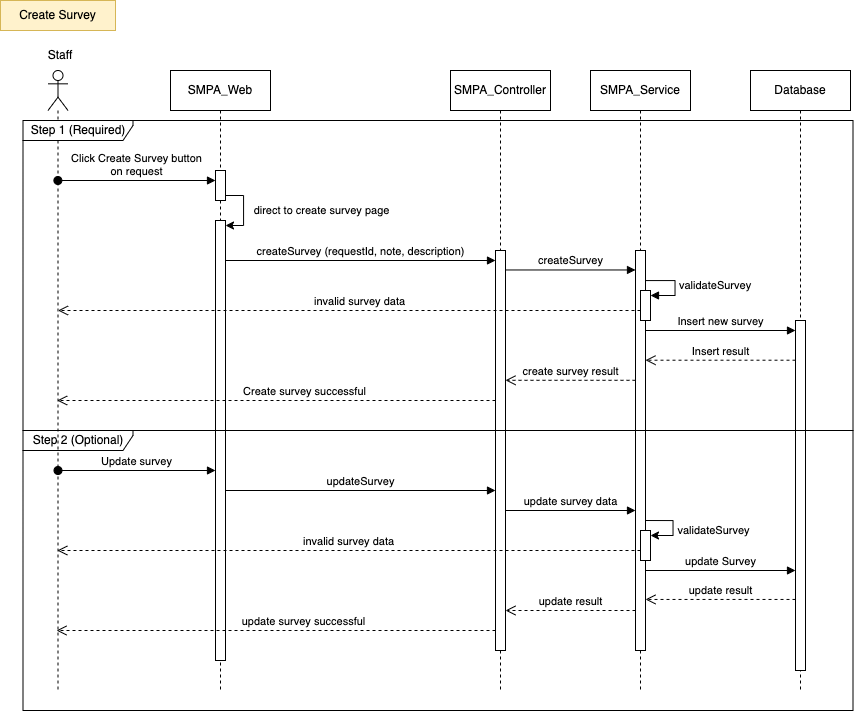 Create Survey
Staff
SMPA_Web
SMPA_Controller
SMPA_Service
Database
Step 1 (Required)
Click Create Survey button
on request
direct to create survey page
createSurvey (requestId, note, description)
createSurvey
validateSurvey
invalid survey data
Insert new survey
Insert result
create survey result
Create survey successful
Step 2 (Optional)
Update survey
updateSurvey
update survey data
validateSurvey
invalid survey data
update Survey
update result
update result
update survey successful